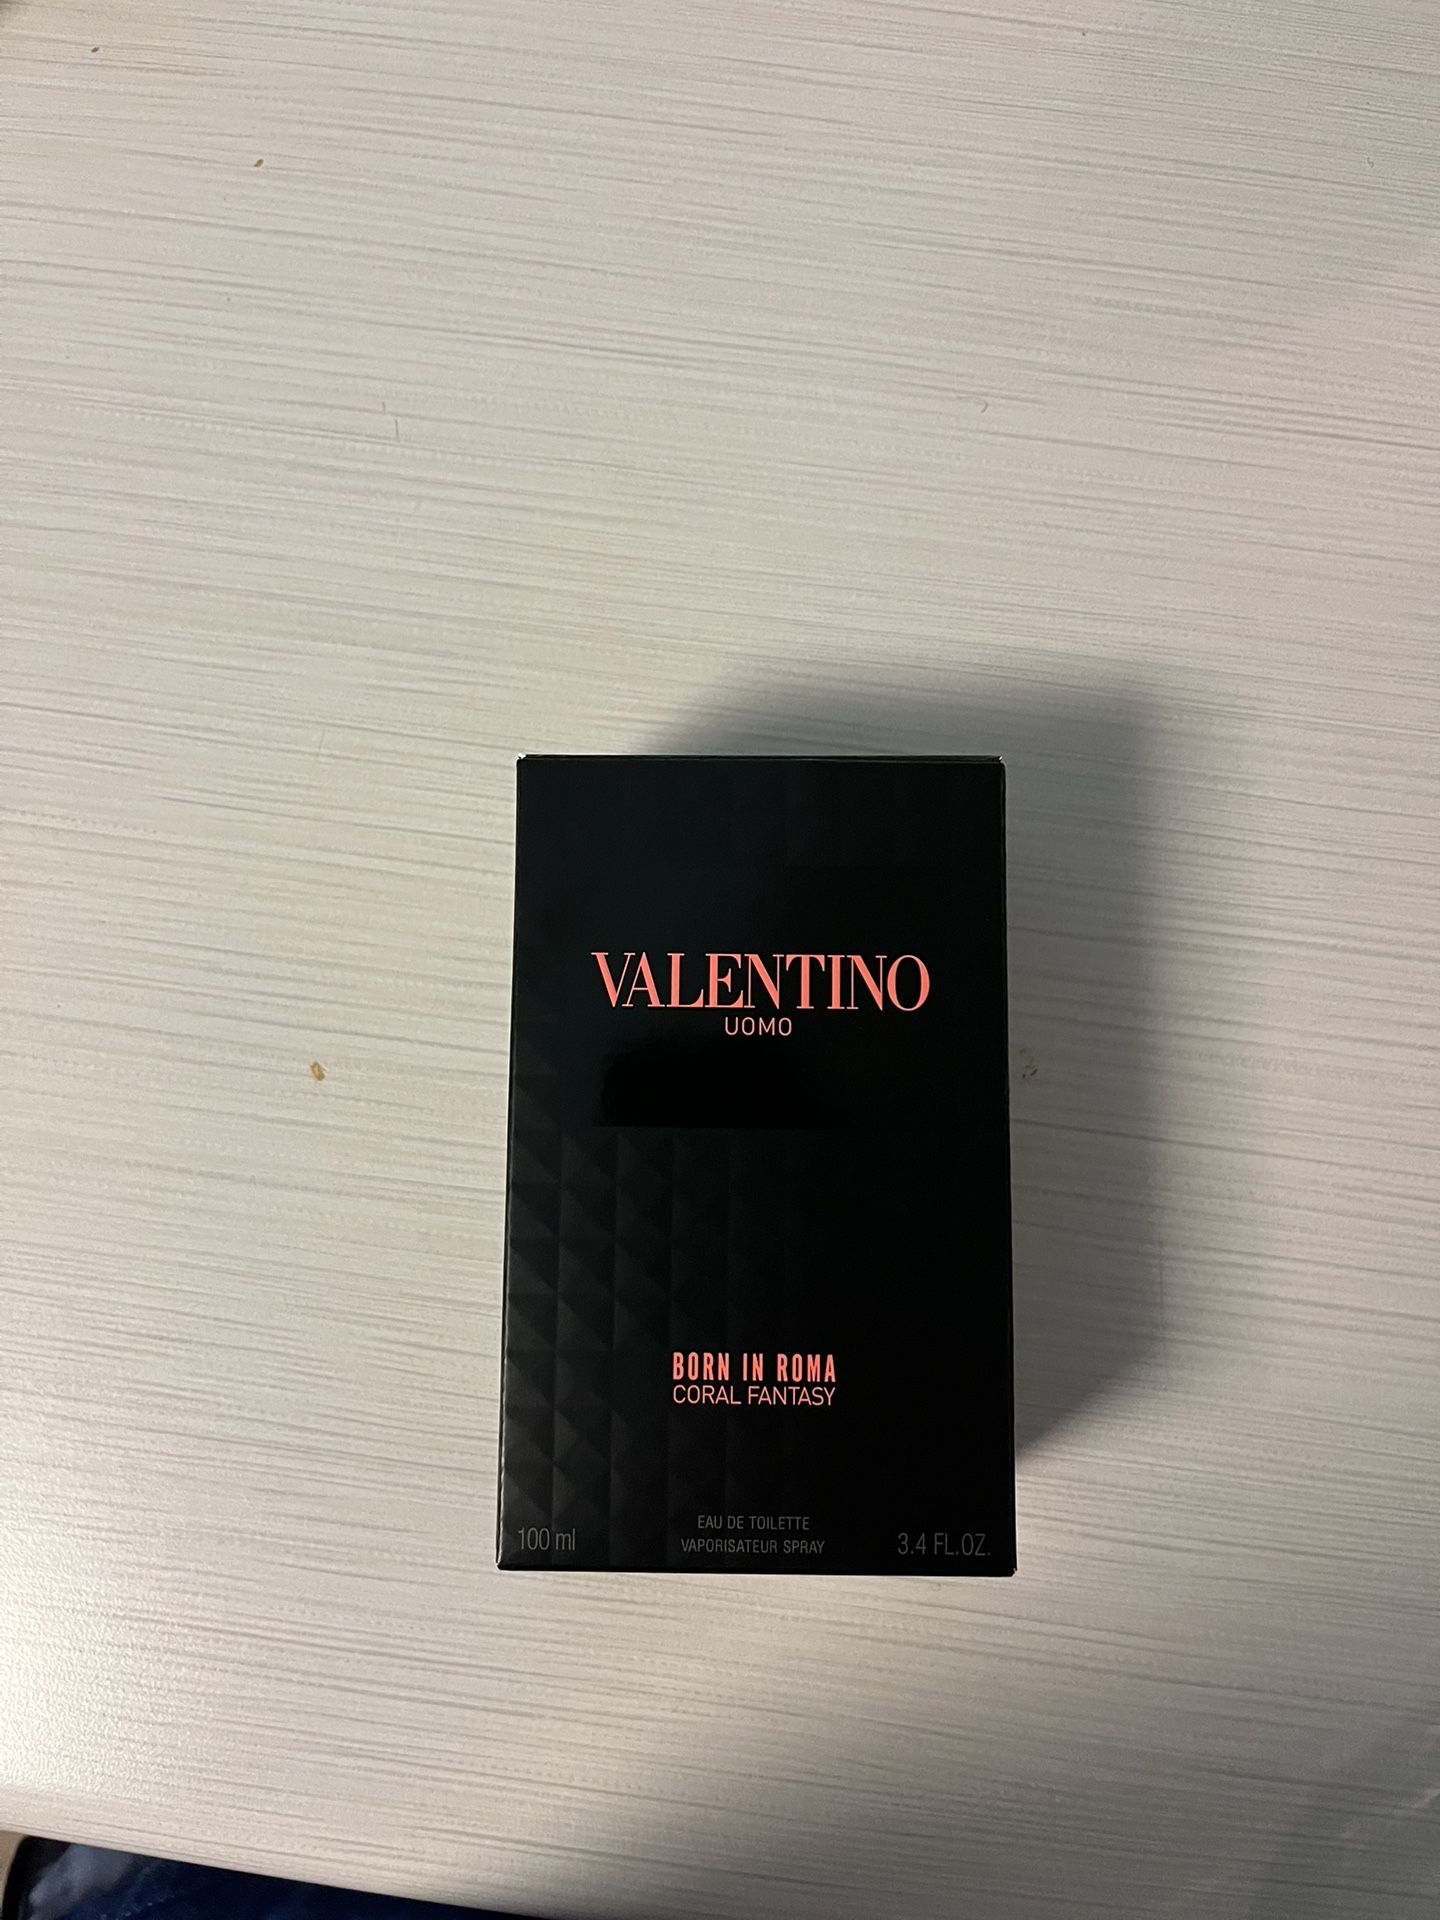 VALENTINO
UOMO
BORN IN ROMA
CORAL FANTASY
EAU DE TOILETTE
100 ml VAPORISATEUR SPRAY 3.4 FL.OZ.